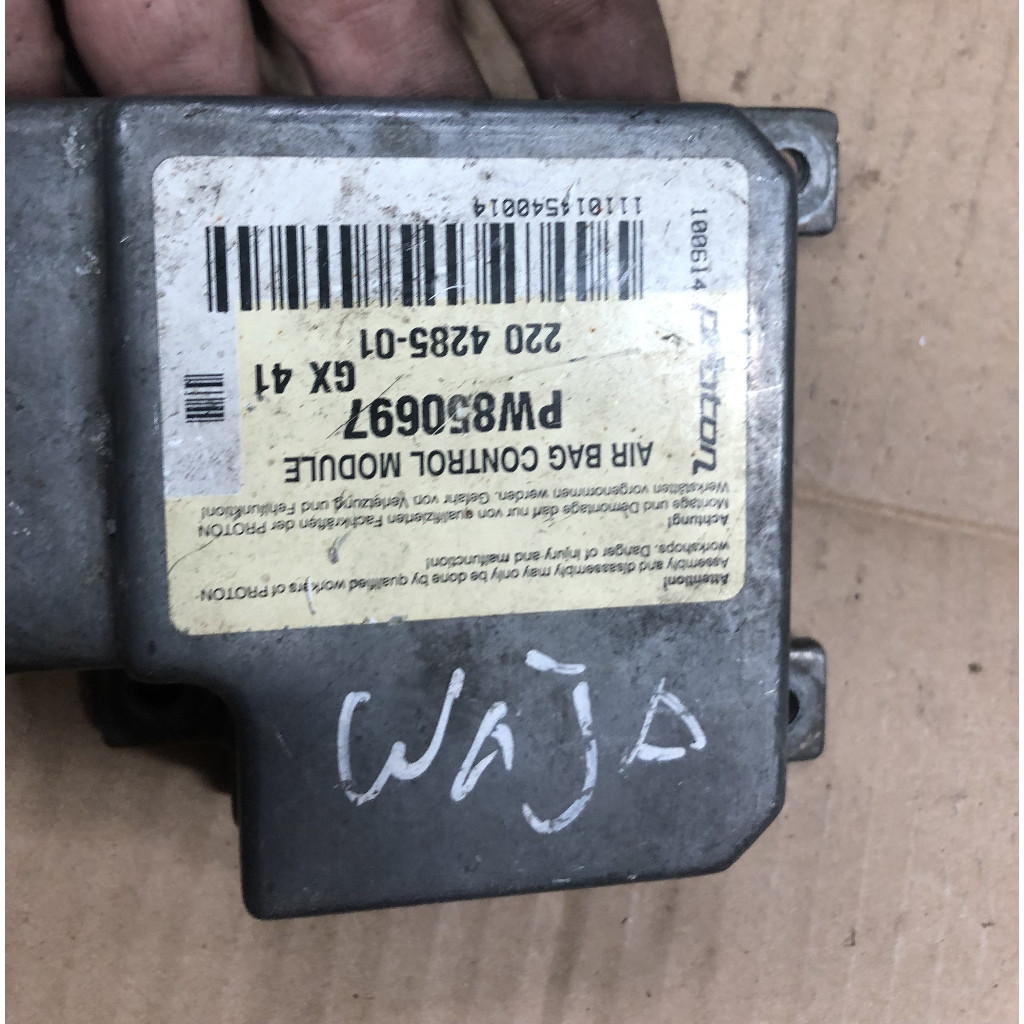 Attention!
Assembly and disassembly may only be done by qualified workers of PROTON-
workshops. Danger of injury and malfunction!
Achtung!
Montage und Demontage darf nur von qualifizierten Fachkräften der PROTON
Werkstätten vorgenommen werden. Gefahr von Verletzung und Fehlfunktion!
AIR BAG CONTROL MODULE
PW850697
GX 41
220 4285-01
111014540014
proton
100614
WAJA